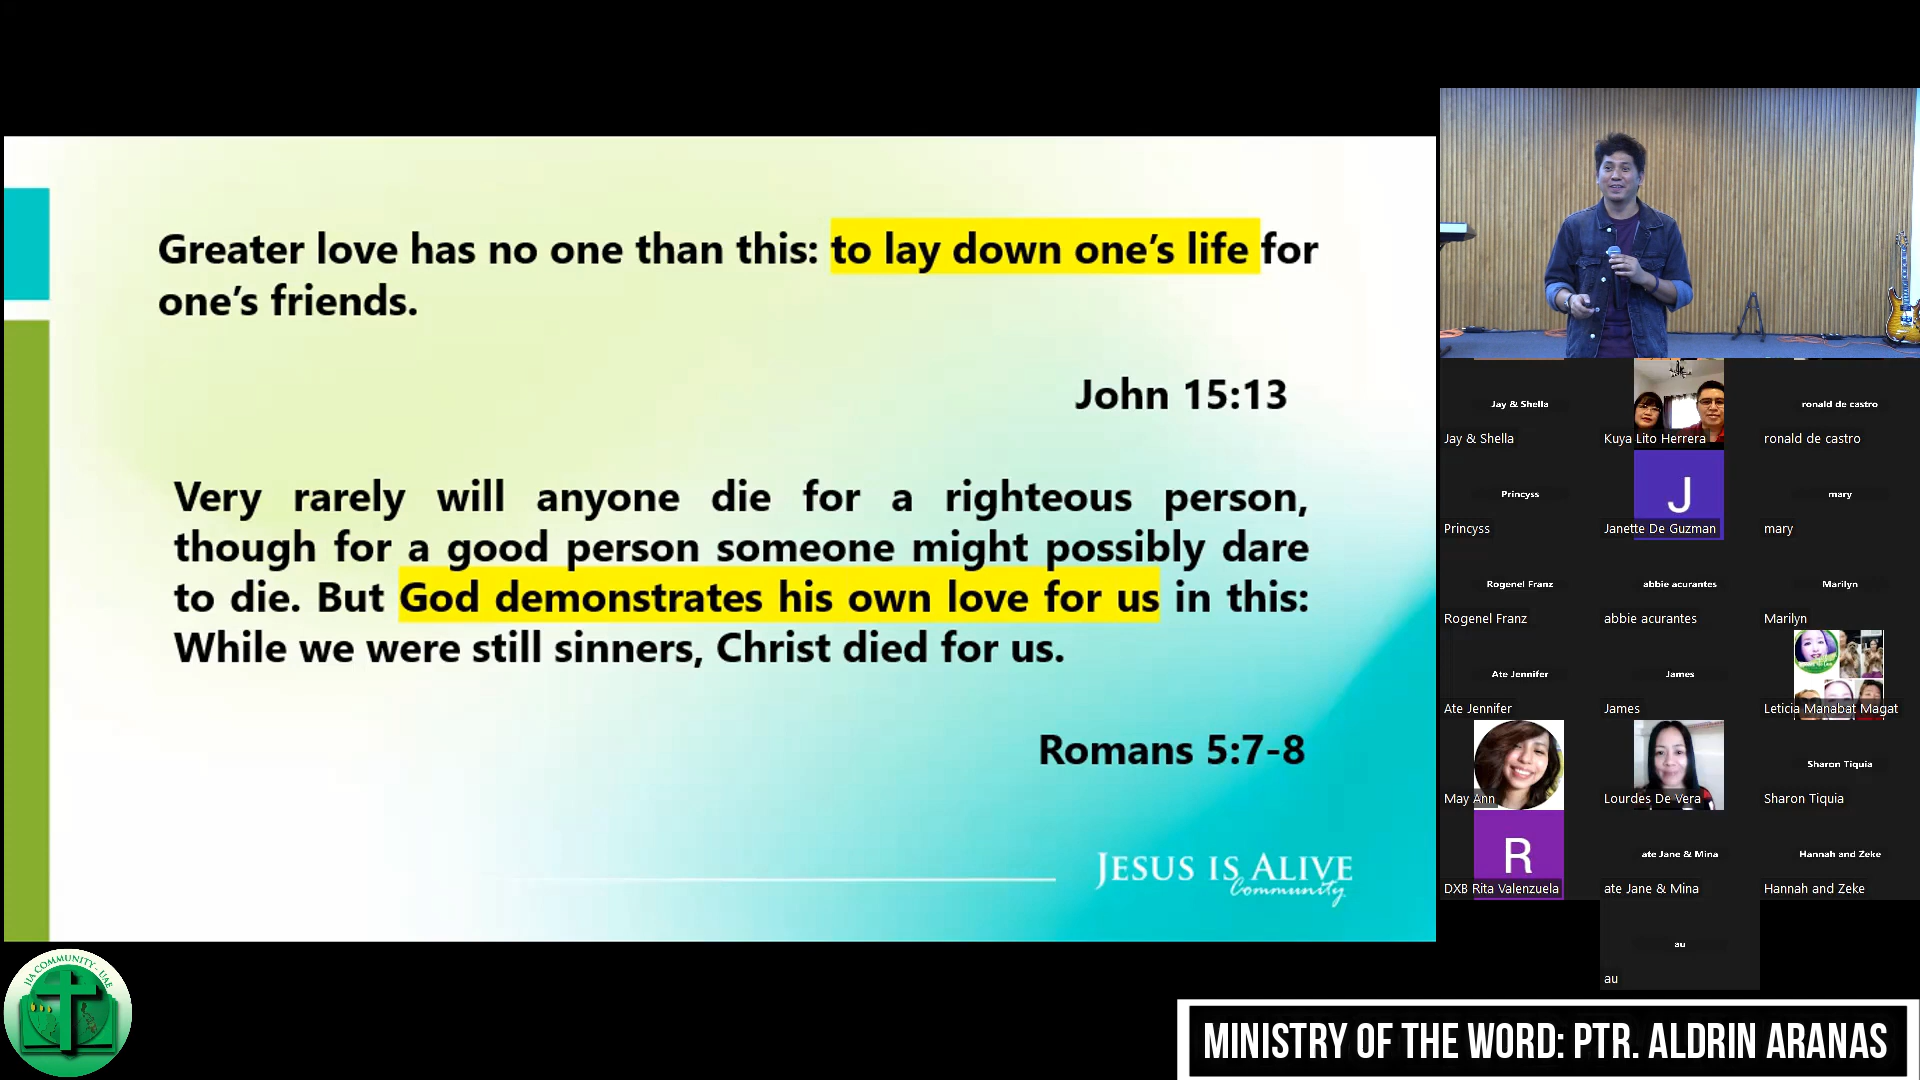 Greater love has no one than this: to lay down one’s life for
one’s friends.
John 15:13
Very rarely will anyone die for a righteous person,
though for a good person someone might possibly dare
to die. But God demonstrates his own love for us in this:
While we were still sinners, Christ died for us.
Romans 5:7-8
JESUS IS ALIVE
Community
JIA COMMUNITY - UAE
Jay & Shella
Jay & Shella
Kuya Lito Herrera
ronald de castro
ronald de castro
Princyss
Princyss
J
Janette De Guzman
mary
mary
Rogenel Franz
Rogenel Franz
abbie acurantes
abbie acurantes
Marilyn
Marilyn
Ate Jennifer
Ate Jennifer
James
James
Leticia Manabat Magat
May Ann
Lourdes De Vera
Sharon Tiquia
Sharon Tiquia
R
DXB Rita Valenzuela
ate Jane & Mina
ate Jane & Mina
Hannah and Zeke
Hannah and Zeke
au
au
MINISTRY OF THE WORD: PTR. ALDRIN ARANAS